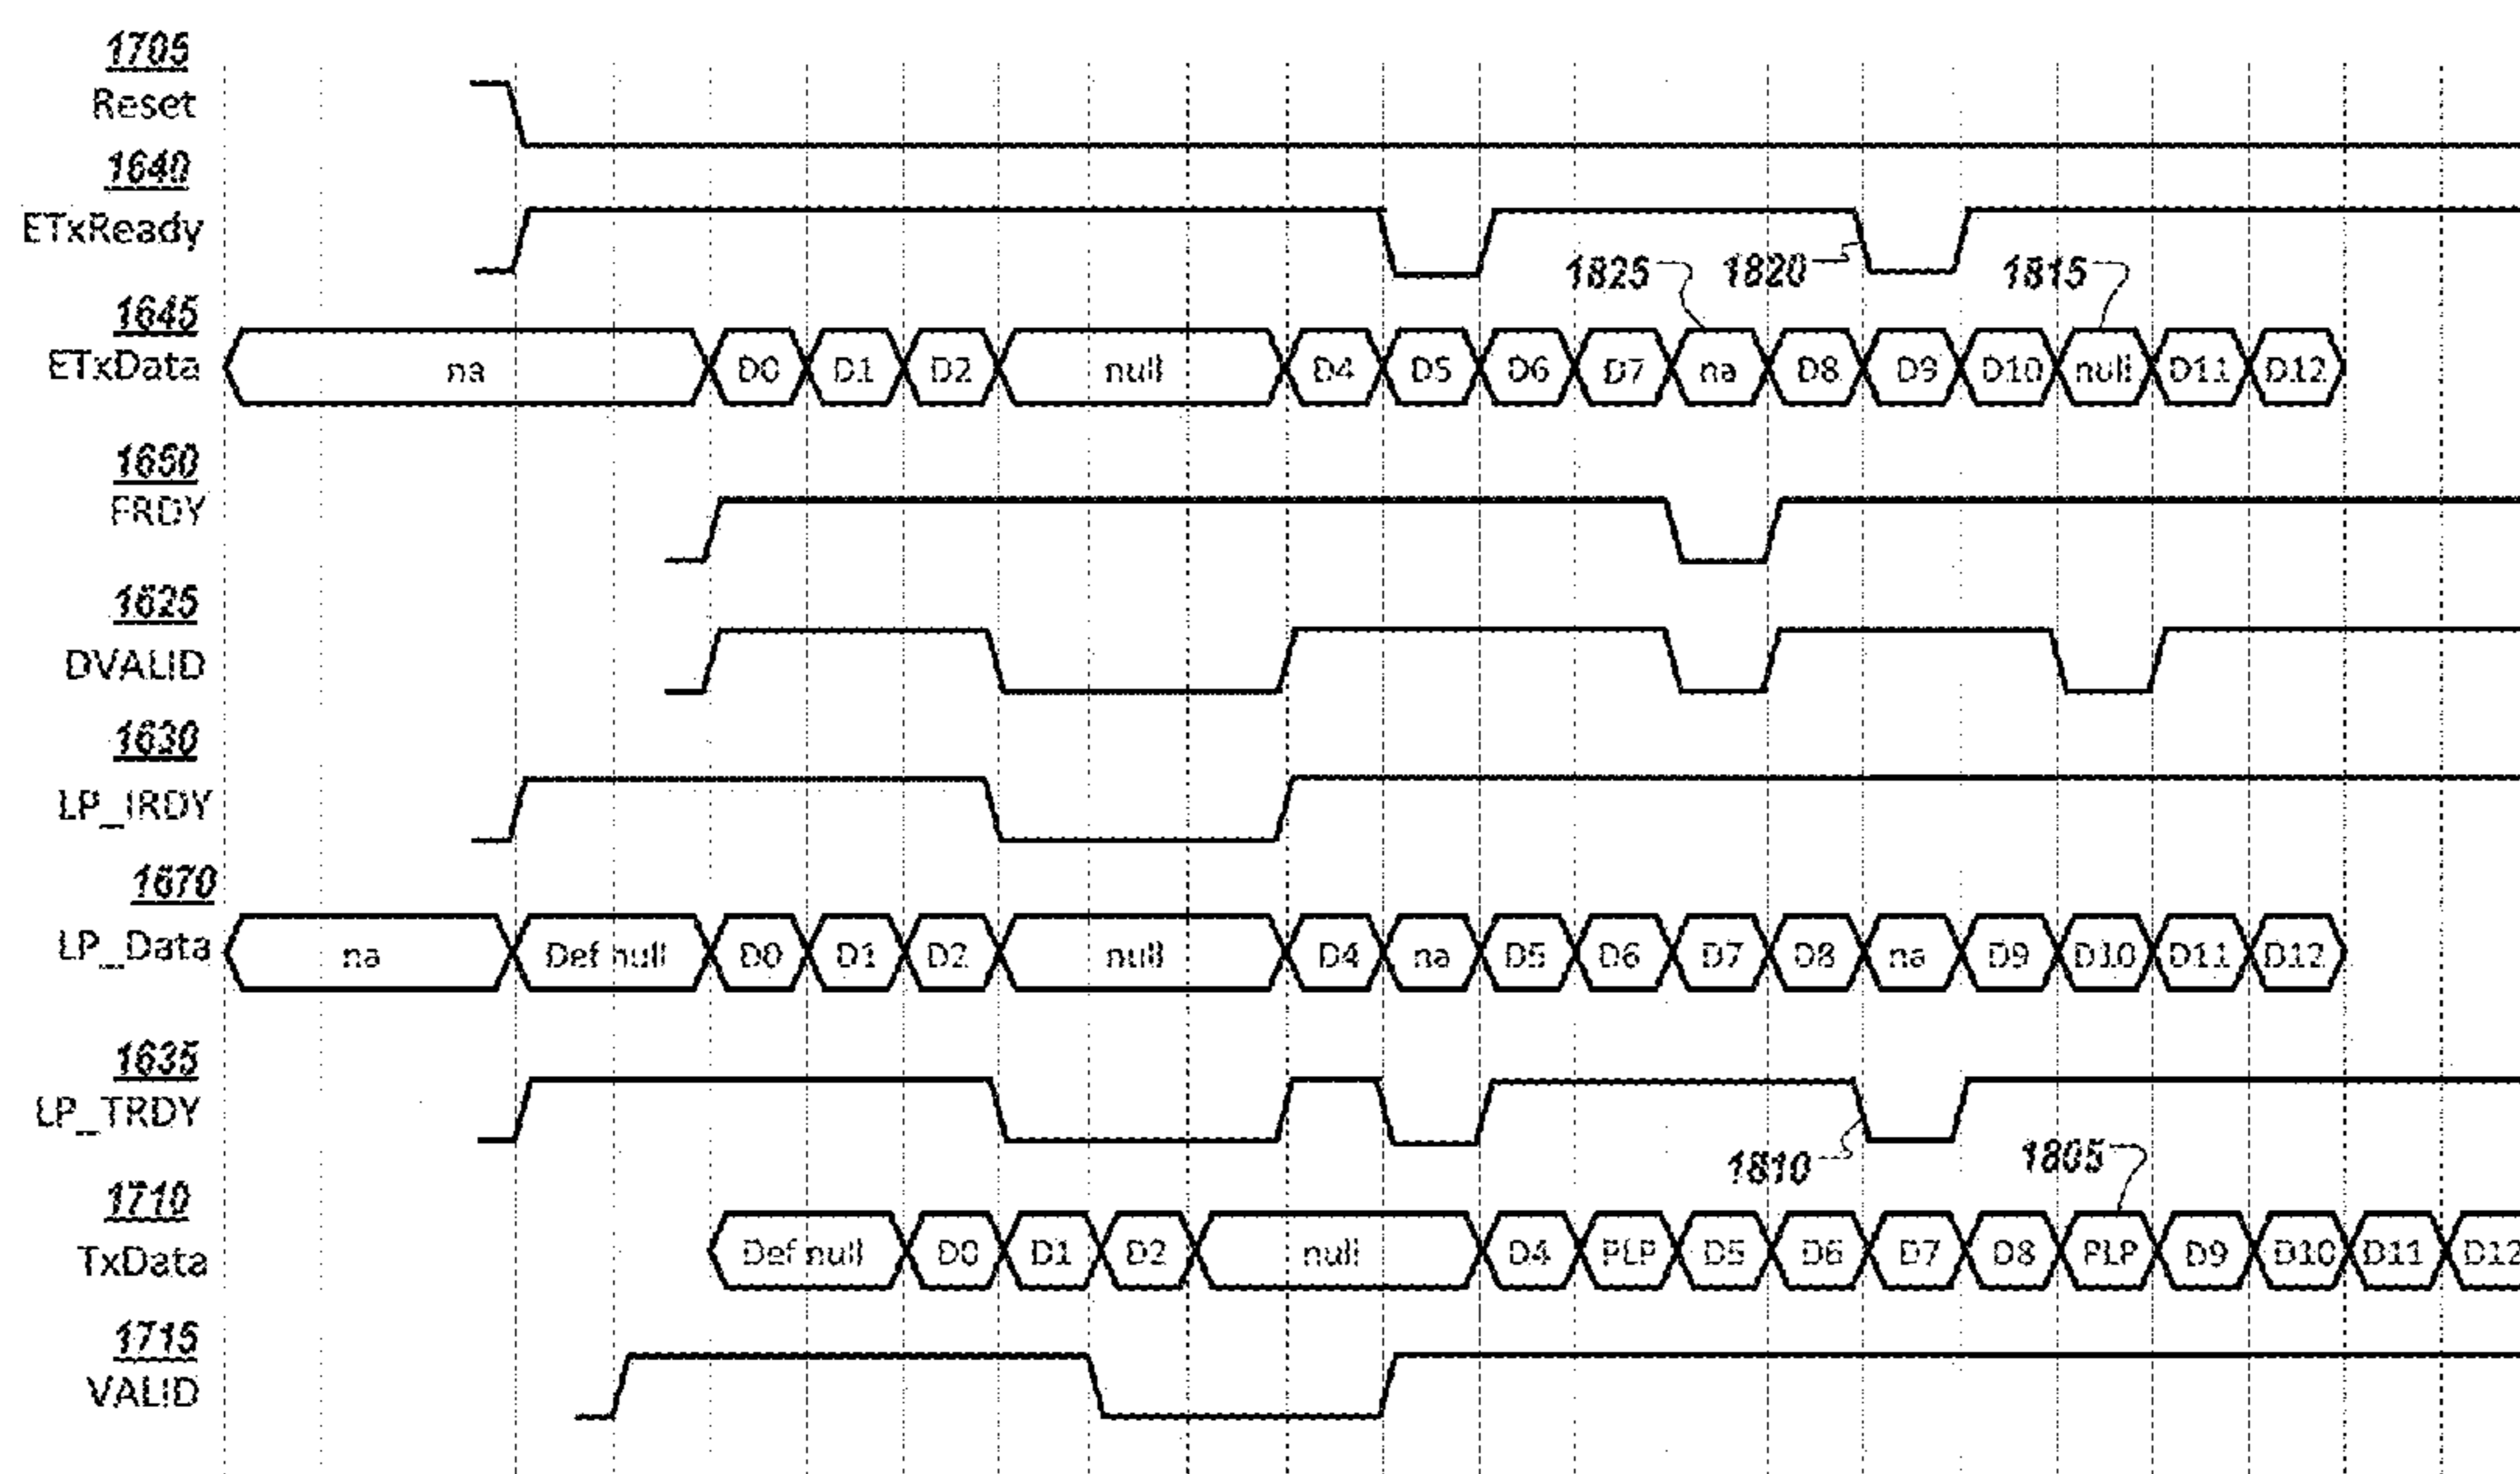 1705
Reset
1640
ETxReady
1825 1820 1815
1645
ETxData
na D0 D1 D2 null D4 D5 D6 D7 na D8 D9 D10 null D11 D12
1650
FRDY
1625
DVALID
1630
LP_IRDY
1670
LP_Data
na Def null D0 D1 D2 null D4 na D5 D6 D7 D8 na D9 D10 D11 D12
1635
LP_TRDY
1810 1805
1710
TxData
Def null D0 D1 D2 null D4 PLP D5 D6 D7 D8 PLP D9 D10 D11 D12
1715
VALID